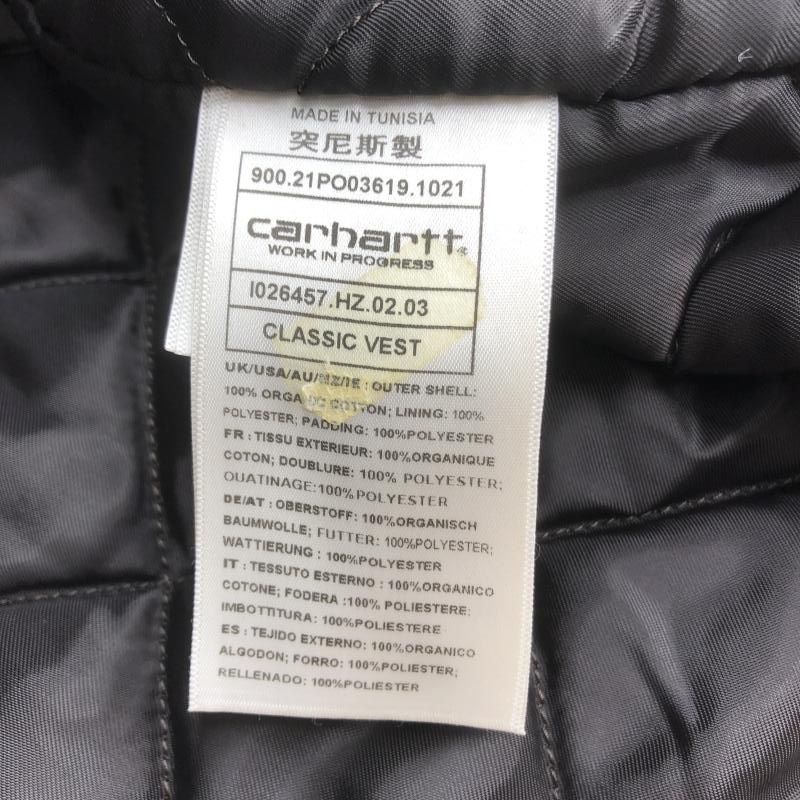 MADE IN TUNISIA
突尼斯製
900.21PO03619.1021
carhartt
WORK IN PROGRESS
I026457.HZ.02.03
CLASSIC VEST
UK/USA/AU/NZ/IE : OUTER SHELL:
100% ORGANIC COTTON; LINING: 100%
POLYESTER; PADDING: 100%POLYESTER
FR : TISSU EXTERIEUR: 100%ORGANIQUE
COTON; DOUBLURE: 100% POLYESTER;
OUATINAGE:100%POLYESTER
DE/AT : OBERSTOFF: 100%ORGANISCH
BAUMWOLLE; FUTTER: 100%POLYESTER;
WATTIERUNG : 100%POLYESTER
IT : TESSUTO ESTERNO : 100%ORGANICO
COTONE; FODERA :100% POLIESTERE;
IMBOTTITURA: 100%POLIESTERE
ES : TEJIDO EXTERNO: 100%ORGANICO
ALGODON; FORRO: 100%POLIESTER;
RELLENADO: 100%POLIESTER